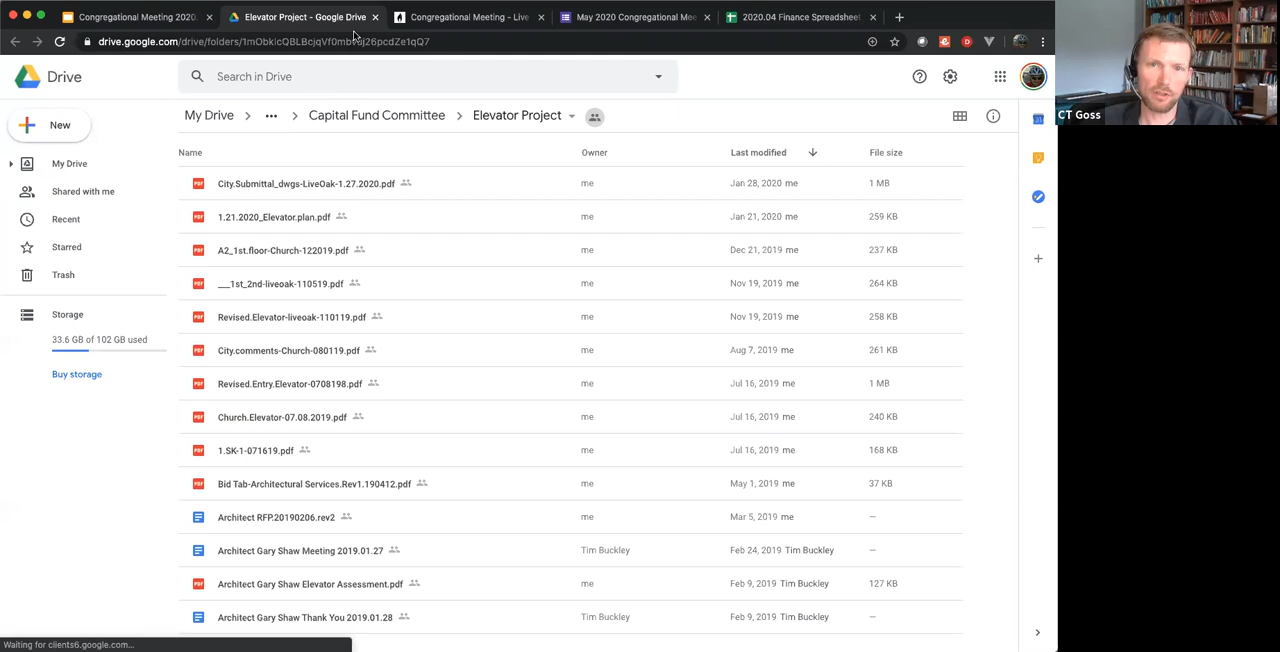 Congregational Meeting 2020.
Elevator Project - Google Drive
Congregational Meeting - Live
May 2020 Congregational Mee
2020.04 Finance Spreadsheet
Drive
Search in Drive
CT Goss
New
My Drive
Capital Fund Committee
Elevator Project
Name
Owner
Last modified
File size
My Drive
Shared with me
Recent
Starred
Trash
Storage
33.6 GB of 102 GB used
Buy storage
City.Submittal_dwgs-LiveOak-1.27.2020.pdf me Jan 28, 2020 me 1 MB
1.21.2020_Elevator.plan.pdf me Jan 21, 2020 me 259 KB
A2_1st.floor-Church-122019.pdf me Dec 21, 2019 me 237 KB
___1st_2nd-liveoak-110519.pdf me Nov 19, 2019 me 264 KB
Revised.Elevator-liveoak-110119.pdf me Nov 19, 2019 me 258 KB
City.comments-Church-080119.pdf me Aug 7, 2019 me 261 KB
Revised.Entry.Elevator-0708198.pdf me Jul 16, 2019 me 1 MB
Church.Elevator-07.08.2019.pdf me Jul 16, 2019 me 240 KB
1.SK-1-071619.pdf me Jul 16, 2019 me 168 KB
Bid Tab-Architectural Services.Rev1.190412.pdf me May 1, 2019 me 37 KB
Architect RFP.20190206.rev2 me Mar 5, 2019 me —
Architect Gary Shaw Meeting 2019.01.27 Tim Buckley Feb 24, 2019 Tim Buckley —
Architect Gary Shaw Elevator Assessment.pdf me Feb 9, 2019 Tim Buckley 127 KB
Architect Gary Shaw Thank You 2019.01.28 Tim Buckley Feb 9, 2019 Tim Buckley —
Waiting for clients6.google.com...